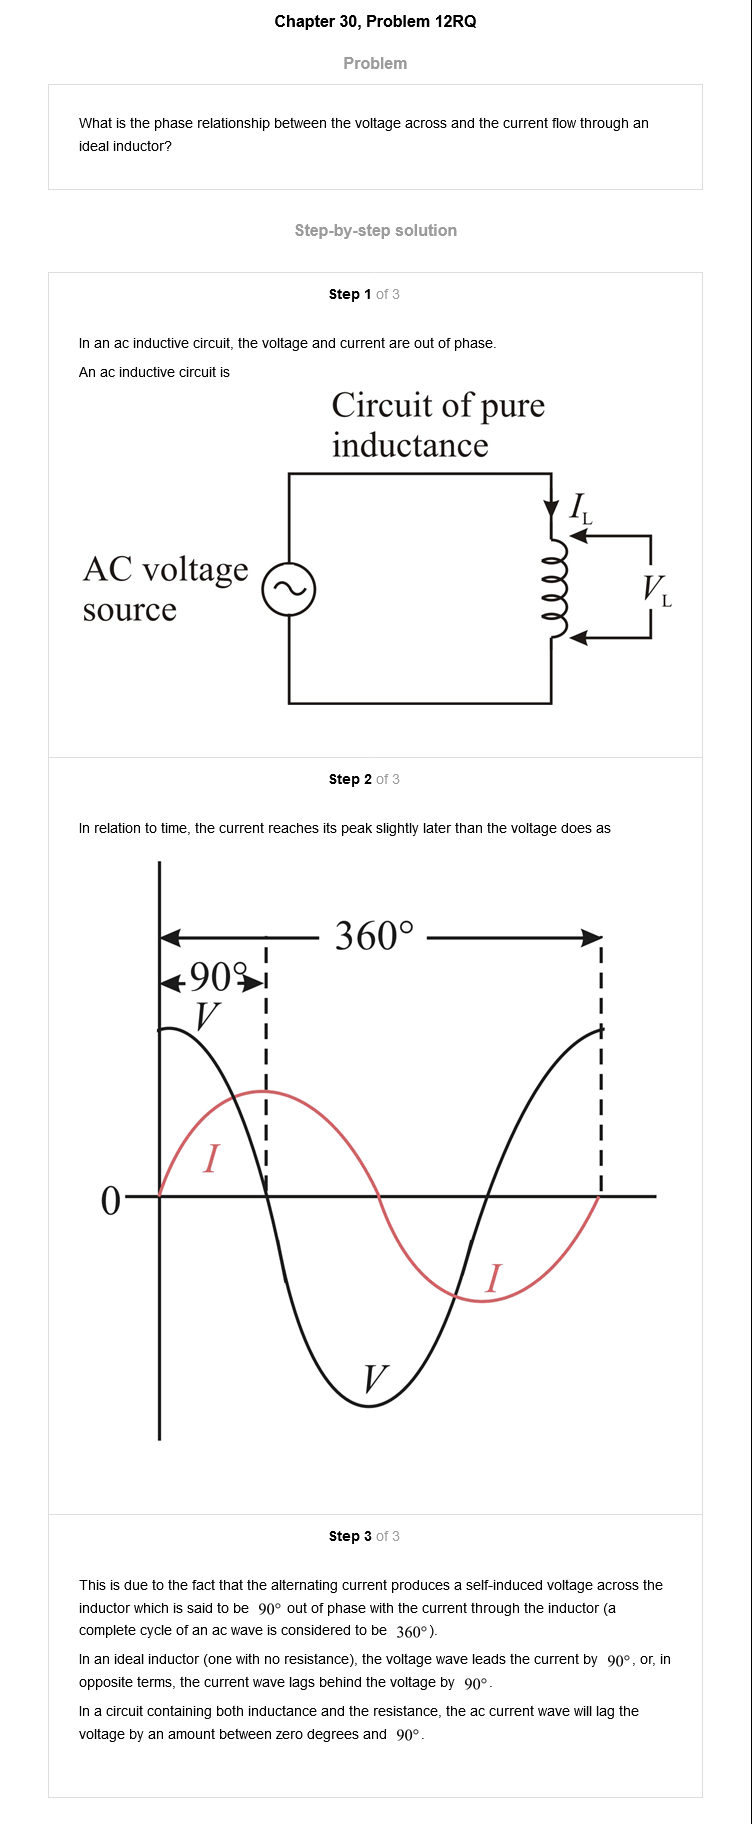 Chapter 30, Problem 12RQ
Problem
What is the phase relationship between the voltage across and the current flow through an
ideal inductor?
Step-by-step solution
Step 1 of 3
In an ac inductive circuit, the voltage and current are out of phase.
An ac inductive circuit is
Circuit of pure
inductance
I_L
AC voltage
source
V_L
Step 2 of 3
In relation to time, the current reaches its peak slightly later than the voltage does as
360°
90°
V
I
0
I
V
Step 3 of 3
This is due to the fact that the alternating current produces a self-induced voltage across the
inductor which is said to be 90° out of phase with the current through the inductor (a
complete cycle of an ac wave is considered to be 360°).
In an ideal inductor (one with no resistance), the voltage wave leads the current by 90°, or, in
opposite terms, the current wave lags behind the voltage by 90°.
In a circuit containing both inductance and the resistance, the ac current wave will lag the
voltage by an amount between zero degrees and 90°.